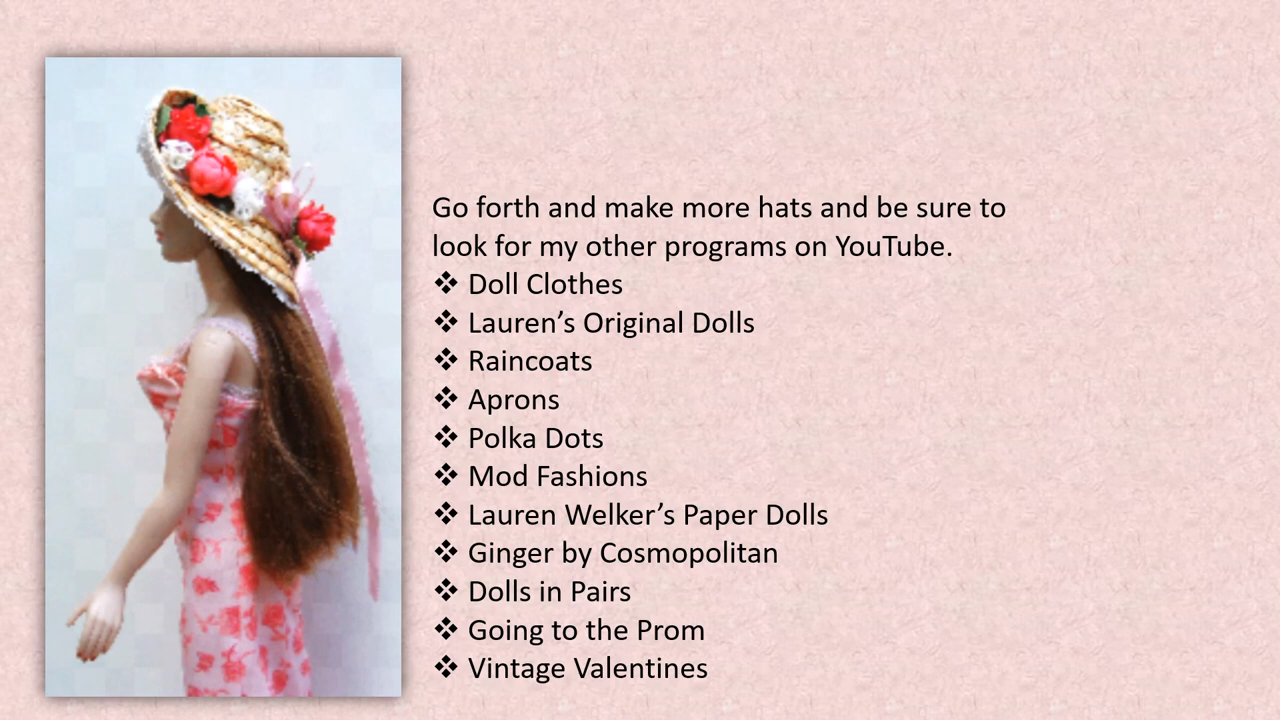 Go forth and make more hats and be sure to
look for my other programs on YouTube.
❖ Doll Clothes
❖ Lauren’s Original Dolls
❖ Raincoats
❖ Aprons
❖ Polka Dots
❖ Mod Fashions
❖ Lauren Welker’s Paper Dolls
❖ Ginger by Cosmopolitan
❖ Dolls in Pairs
❖ Going to the Prom
❖ Vintage Valentines